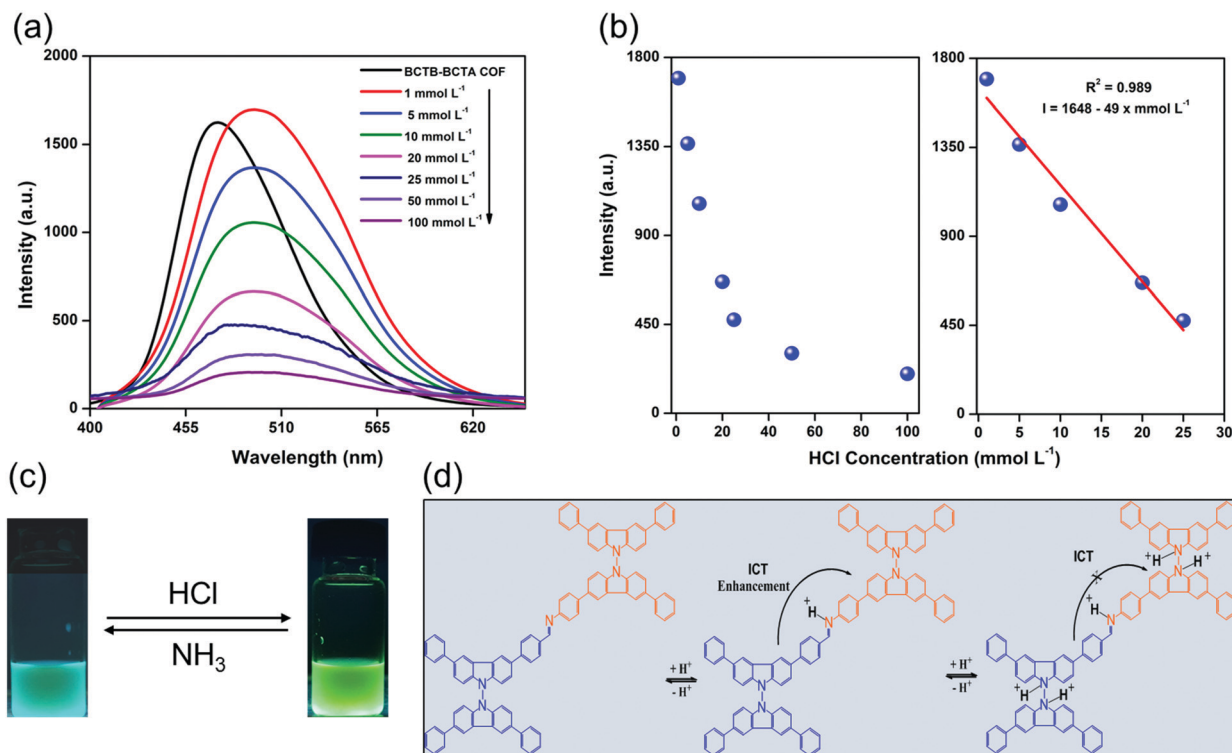 (a)
2000
1500
1000
500
0
400
455
510
565
620
Intensity (a.u.)
Wavelength (nm)
BCTB-BCTA COF
1 mmol L⁻¹
5 mmol L⁻¹
10 mmol L⁻¹
20 mmol L⁻¹
25 mmol L⁻¹
50 mmol L⁻¹
100 mmol L⁻¹
(b)
1800
1350
900
450
0
0
20
40
60
80
100
Intensity (a.u.)
1800
1350
900
450
0
0
5
10
15
20
25
30
Intensity (a.u.)
R² = 0.989
I = 1648 - 49 x mmol L⁻¹
HCl Concentration (mmol L⁻¹)
(c)
HCl
NH₃
(d)
N
N
N
+ H⁺
- H⁺
ICT
Enhancement
N
N
+
H
N
N
N
+ H⁺
- H⁺
ICT
N
N
+
H
H
+
+
H
N
N
N
+
H
H
+